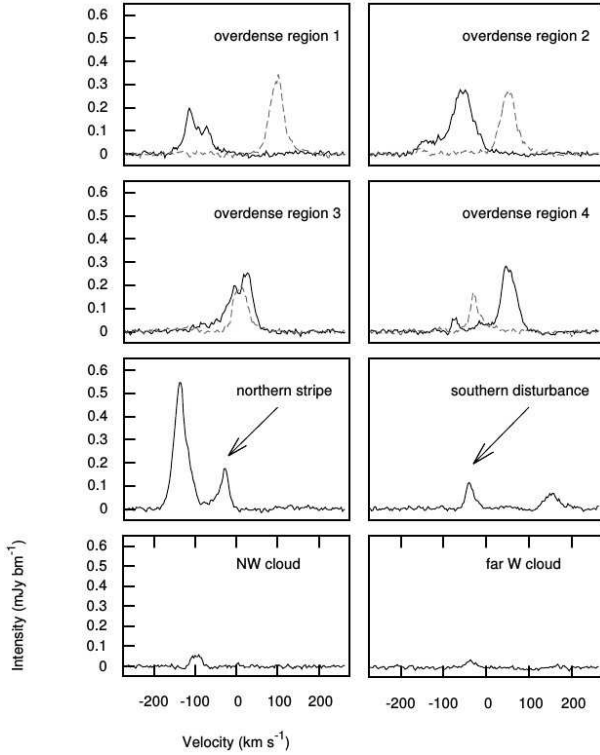 0.6
0.5
0.4
0.3
0.2
0.1
0
overdense region 1
overdense region 2
0.6
0.5
0.4
0.3
0.2
0.1
0
overdense region 3
overdense region 4
0.6
0.5
0.4
0.3
0.2
0.1
0
northern stripe
southern disturbance
0.6
0.5
0.4
0.3
0.2
0.1
0
NW cloud
far W cloud
Intensity (mJy bm⁻¹)
-200 -100 0 100 200
-200 -100 0 100 200
Velocity (km s⁻¹)